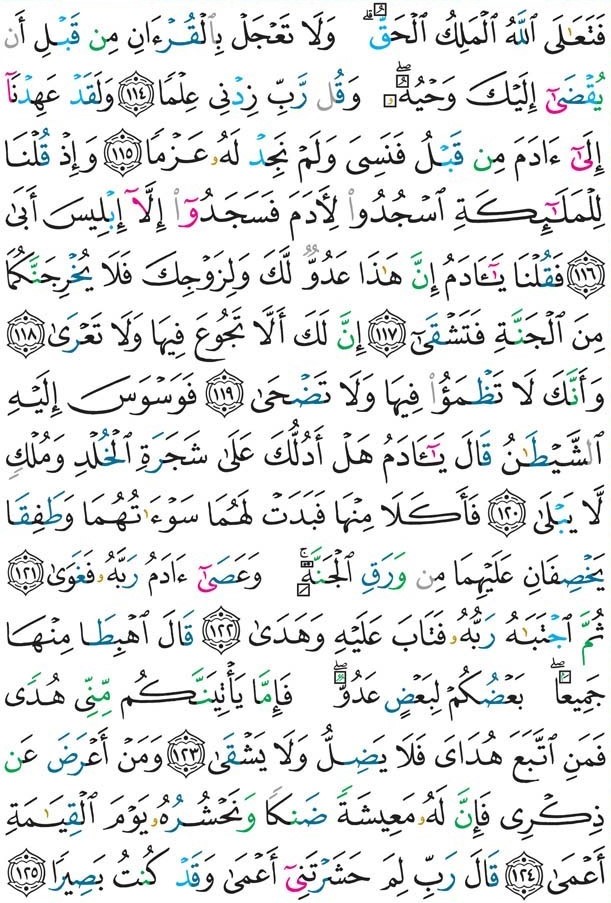 فَتَعَٰلَى ٱللَّهُ ٱلۡمَلِكُ ٱلۡحَقُّۗ وَلَا تَعۡجَلۡ بِٱلۡقُرۡءَانِ مِن قَبۡلِ أَن
يُقۡضَىٰٓ إِلَيۡكَ وَحۡيُهُۥۖ وَقُل رَّبِّ زِدۡنِي عِلۡمٗا ١١٤ وَلَقَدۡ عَهِدۡنَآ
إِلَىٰٓ ءَادَمَ مِن قَبۡلُ فَنَسِيَ وَلَمۡ نَجِدۡ لَهُۥ عَزۡمٗا ١١٥ وَإِذۡ قُلۡنَا
لِلۡمَلَٰٓئِكَةِ ٱسۡجُدُواْ لِأٓدَمَ فَسَجَدُوٓاْ إِلَّآ إِبۡلِيسَ أَبَىٰ
١١٦ فَقُلۡنَا يَٰٓـَٔادَمُ إِنَّ هَٰذَا عَدُوّٞ لَّكَ وَلِزَوۡجِكَ فَلَا يُخۡرِجَنَّكُمَا
مِنَ ٱلۡجَنَّةِ فَتَشۡقَىٰٓ ١١٧ إِنَّ لَكَ أَلَّا تَجُوعَ فِيهَا وَلَا تَعۡرَىٰ ١١٨
وَأَنَّكَ لَا تَظۡمَؤُاْ فِيهَا وَلَا تَضۡحَىٰ ١١٩ فَوَسۡوَسَ إِلَيۡهِ
ٱلشَّيۡطَٰنُ قَالَ يَٰٓـَٔادَمُ هَلۡ أَدُلُّكَ عَلَىٰ شَجَرَةِ ٱلۡخُلۡدِ وَمُلۡكٖ
لَّا يَبۡلَىٰ ١٢٠ فَأَكَلَا مِنۡهَا فَبَدَتۡ لَهُمَا سَوۡءَٰتُهُمَا وَطَفِقَا
يَخۡصِفَانِ عَلَيۡهِمَا مِن وَرَقِ ٱلۡجَنَّةِۚ وَعَصَىٰٓ ءَادَمُ رَبَّهُۥ فَغَوَىٰ ١٢١
ثُمَّ ٱجۡتَبَٰهُ رَبُّهُۥ فَتَابَ عَلَيۡهِ وَهَدَىٰ ١٢٢ قَالَ ٱهۡبِطَا مِنۡهَا
جَمِيعَۢاۖ بَعۡضُكُمۡ لِبَعۡضٍ عَدُوّٞۖ فَإِمَّا يَأۡتِيَنَّكُم مِّنِّي هُدٗى
فَمَنِ ٱتَّبَعَ هُدَايَ فَلَا يَضِلُّ وَلَا يَشۡقَىٰ ١٢٣ وَمَنۡ أَعۡرَضَ عَن
ذِكۡرِي فَإِنَّ لَهُۥ مَعِيشَةٗ ضَنكٗا وَنَحۡشُرُهُۥ يَوۡمَ ٱلۡقِيَٰمَةِ
أَعۡمَىٰ ١٢٤ قَالَ رَبِّ لِمَ حَشَرۡتَنِيٓ أَعۡمَىٰ وَقَدۡ كُنتُ بَصِيرٗا ١٢٥